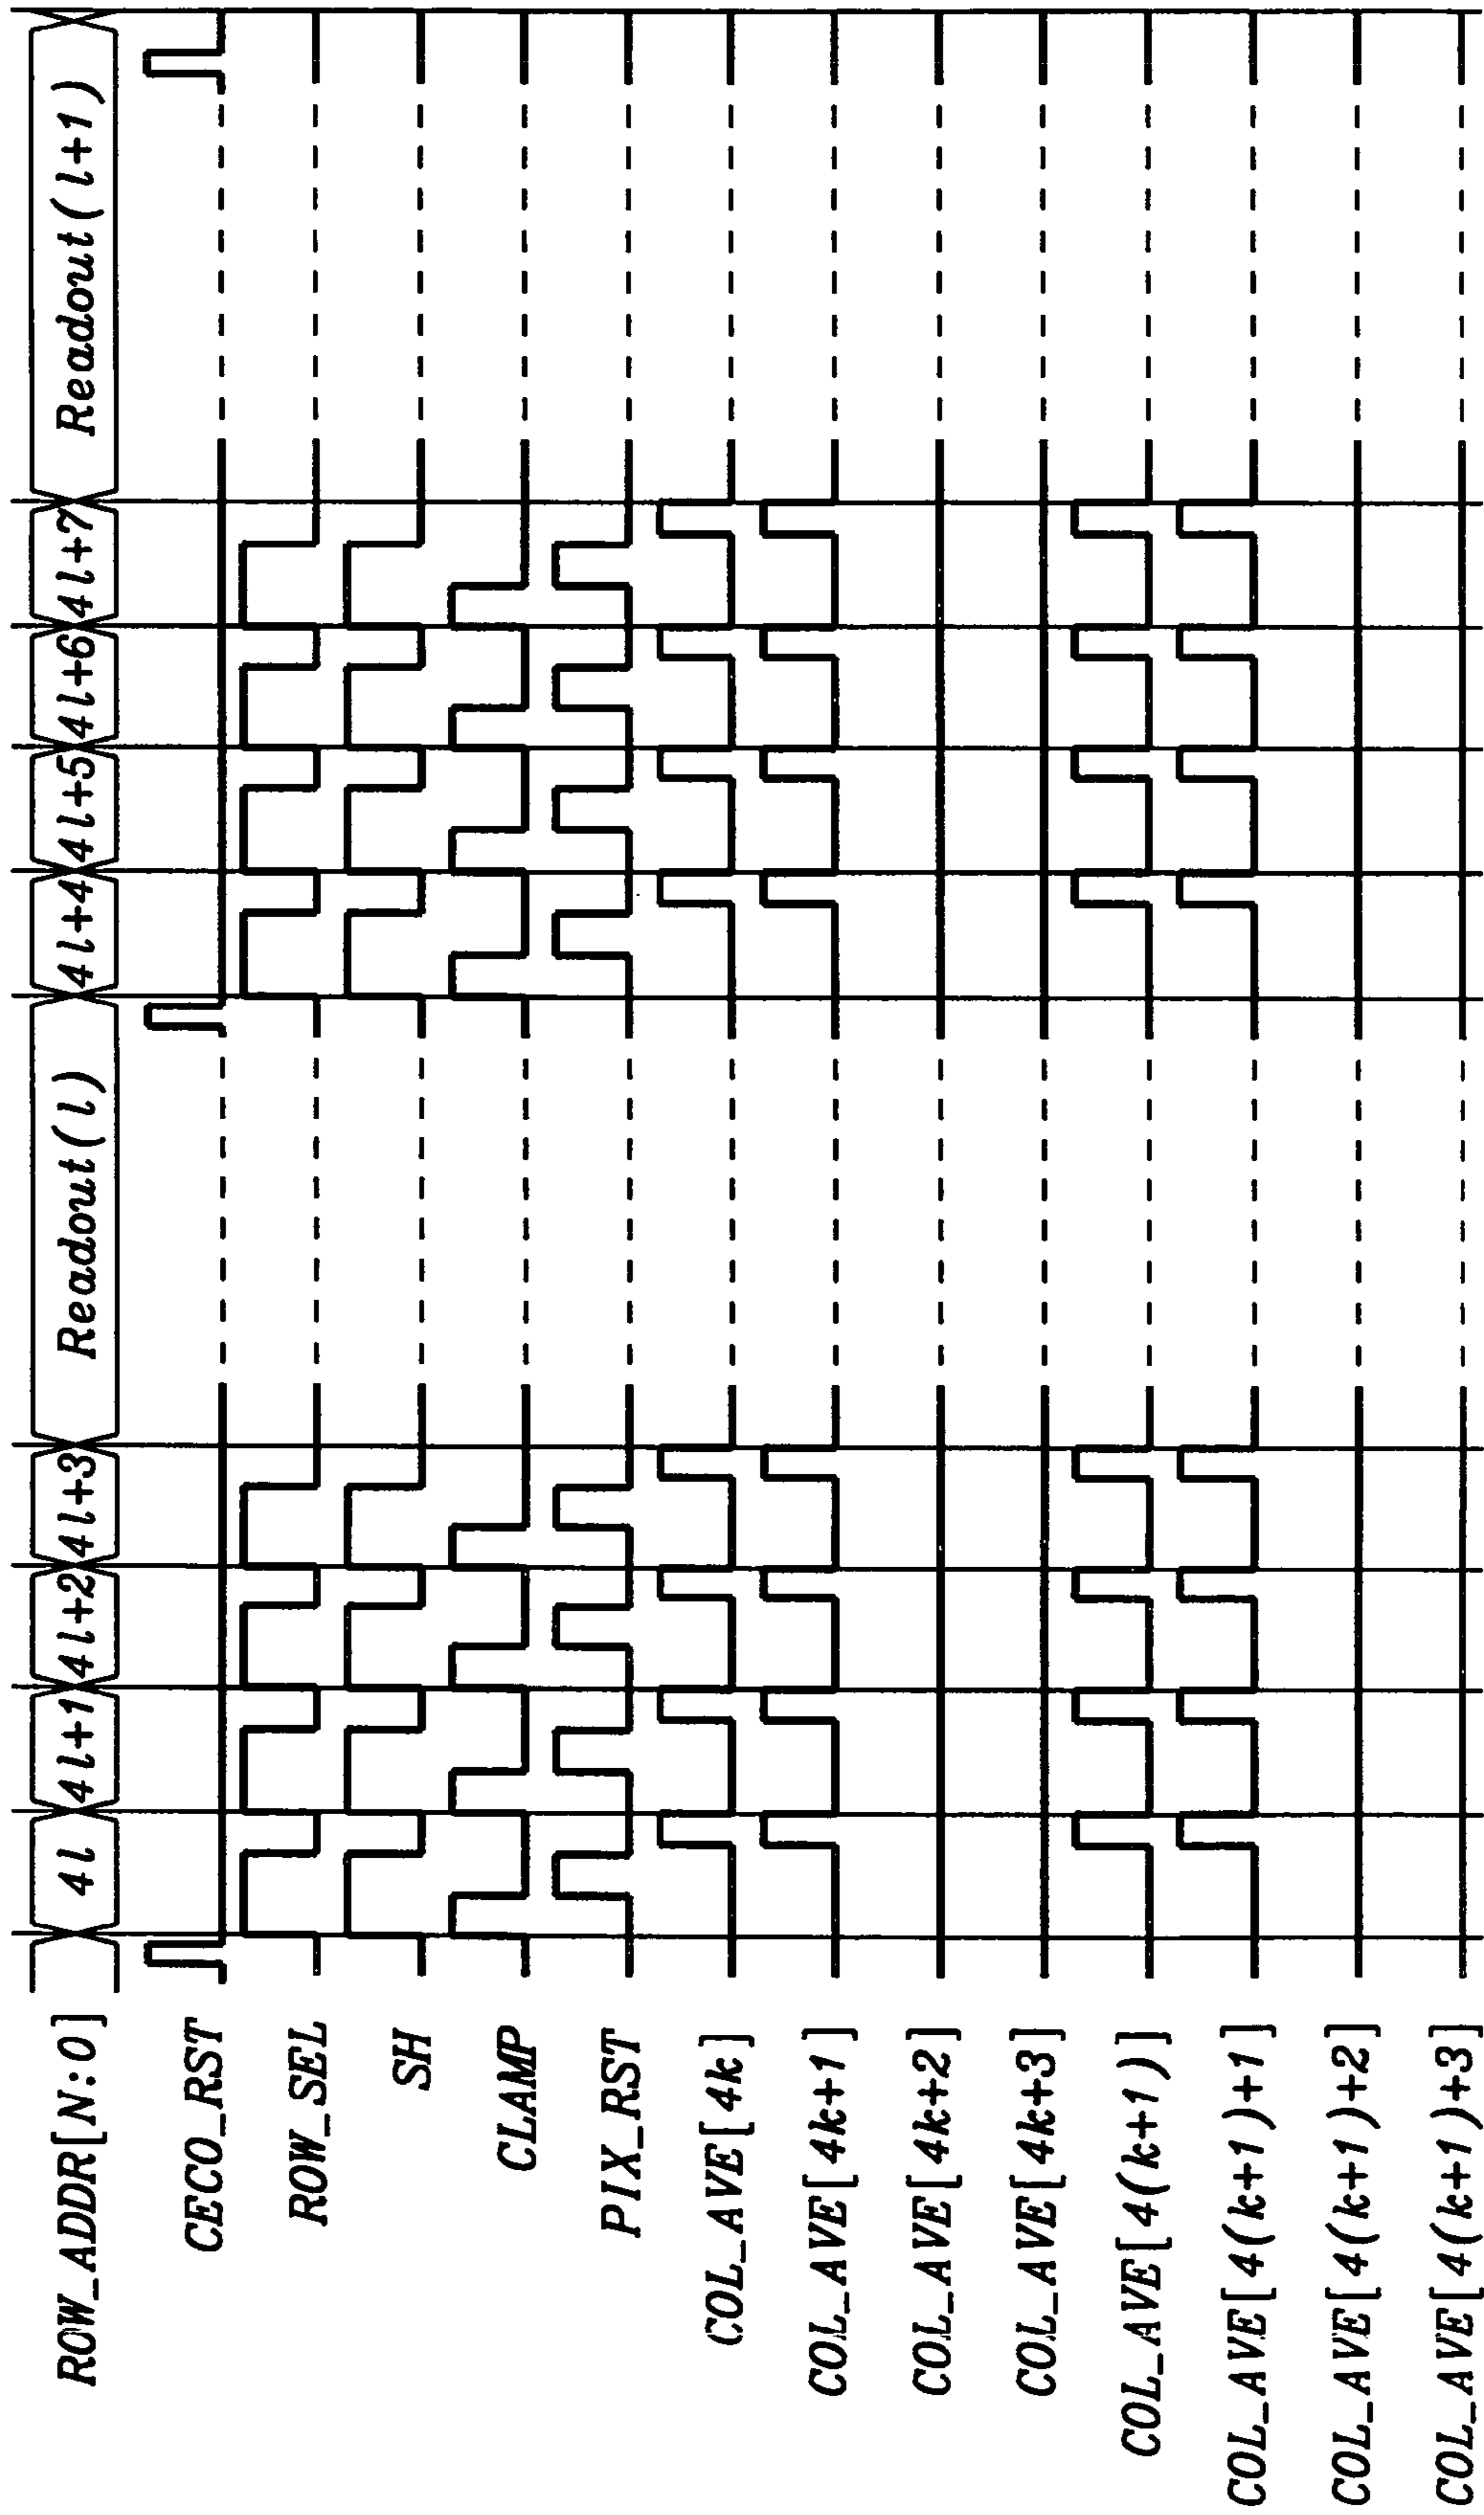 ROW_ADDR[N:0]
4l
4l+1
4l+2
4l+3
Readout(l)
4l+4
4l+5
4l+6
4l+7
Readout(l+1)
CECO_RST
ROW_SEL
SH
CLAMP
PIX_RST
COL_AVE[4k]
COL_AVE[4k+1]
COL_AVE[4k+2]
COL_AVE[4k+3]
COL_AVE[4(k+1)]
COL_AVE[4(k+1)+1]
COL_AVE[4(k+1)+2]
COL_AVE[4(k+1)+3]